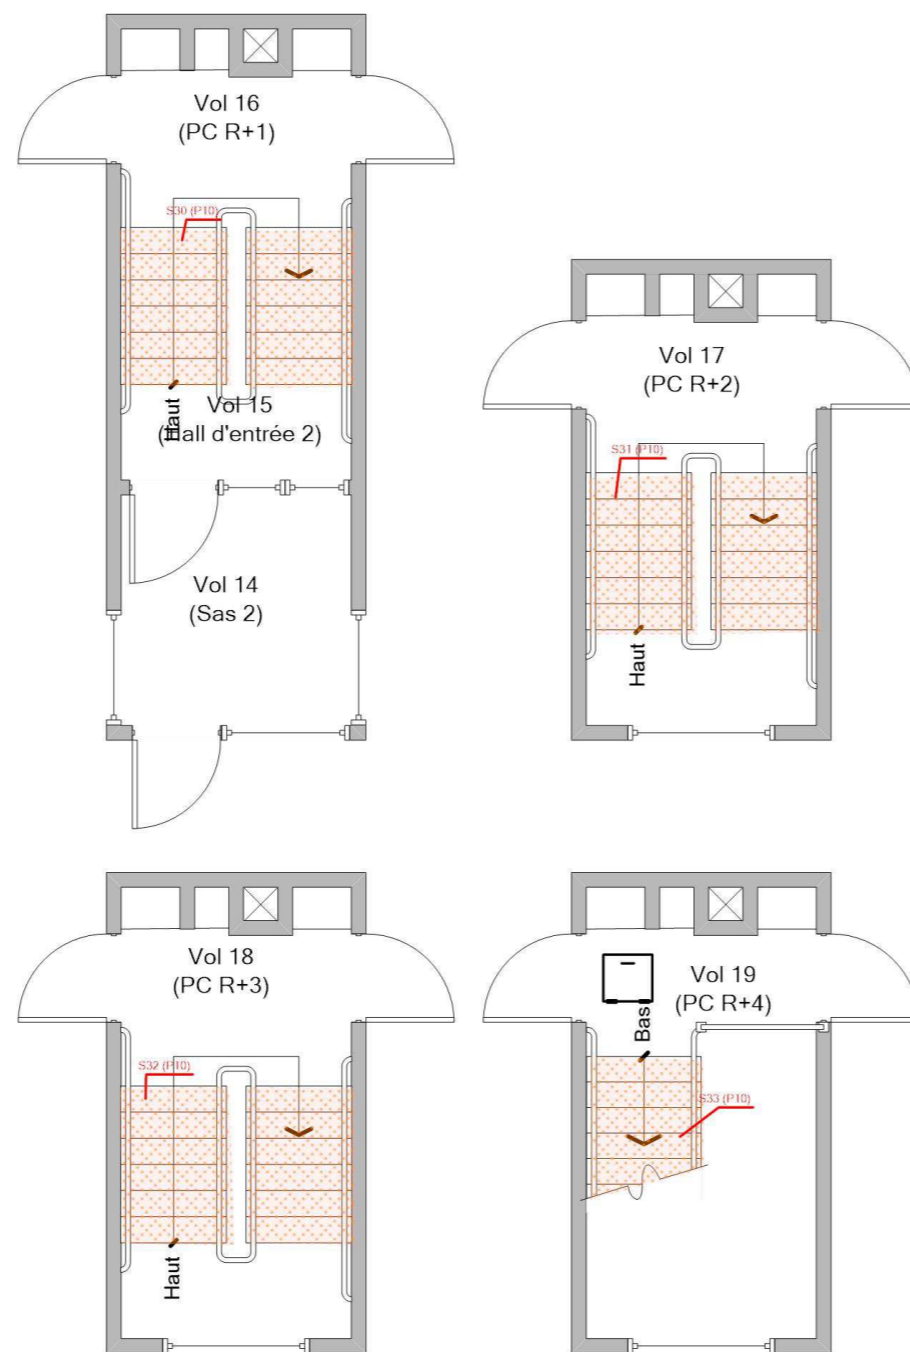 Vol 16
(PC R+1)
S30 (P10)
Haut
Vol 15
(Hall d'entrée 2)
Vol 14
(Sas 2)
Vol 17
(PC R+2)
S31 (P10)
Haut
Vol 18
(PC R+3)
S32 (P10)
Haut
Vol 19
(PC R+4)
Bas
S33 (P10)